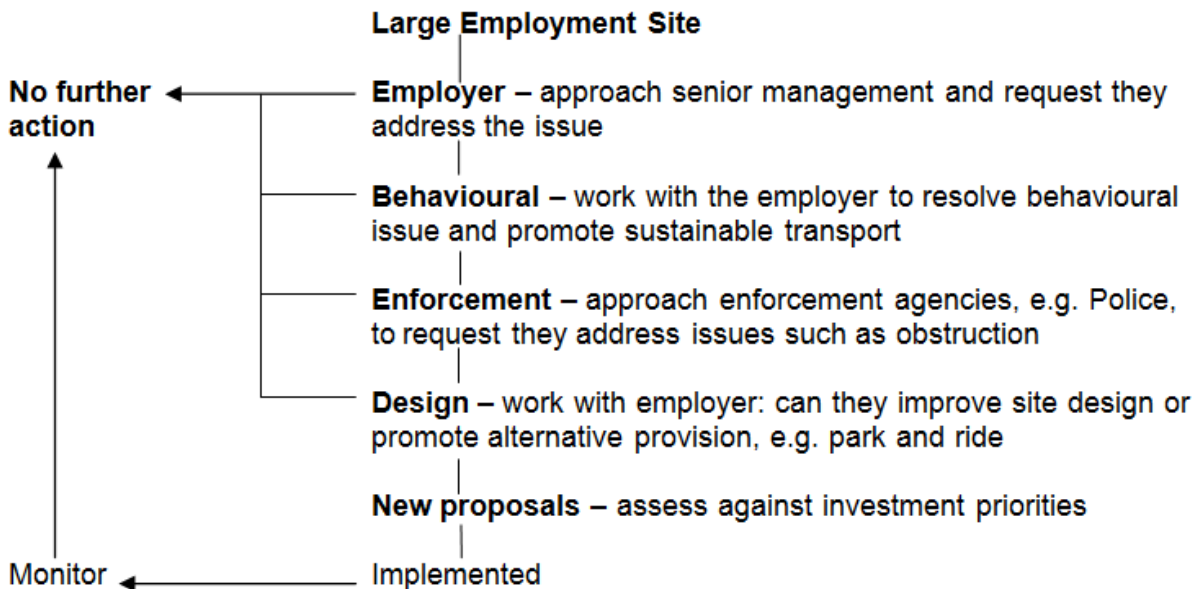 Large Employment Site
No further
action
Employer – approach senior management and request they
address the issue
Behavioural – work with the employer to resolve behavioural
issue and promote sustainable transport
Enforcement – approach enforcement agencies, e.g. Police,
to request they address issues such as obstruction
Design – work with employer: can they improve site design or
promote alternative provision, e.g. park and ride
New proposals – assess against investment priorities
Monitor
Implemented